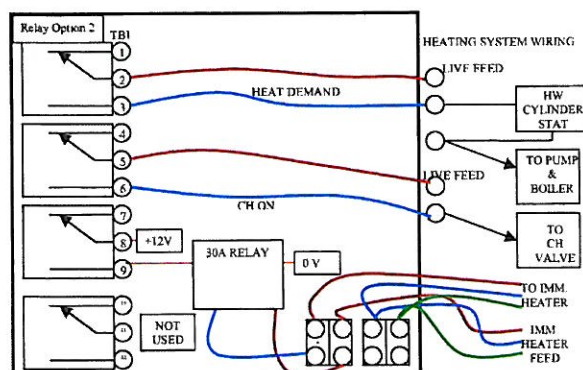 Relay Option 2
TB1
HEATING SYSTEM WIRING
1
2
LIVE FEED
3
HEAT DEMAND
HW
CYLINDER
STAT
4
5
LIVE FEED
6
CH ON
TO PUMP
&
BOILER
7
8
+12V
9
30A RELAY
0 V
TO
CH
VALVE
NOT
USED
TO IMM.
HEATER
IMM
HEATER
FEED